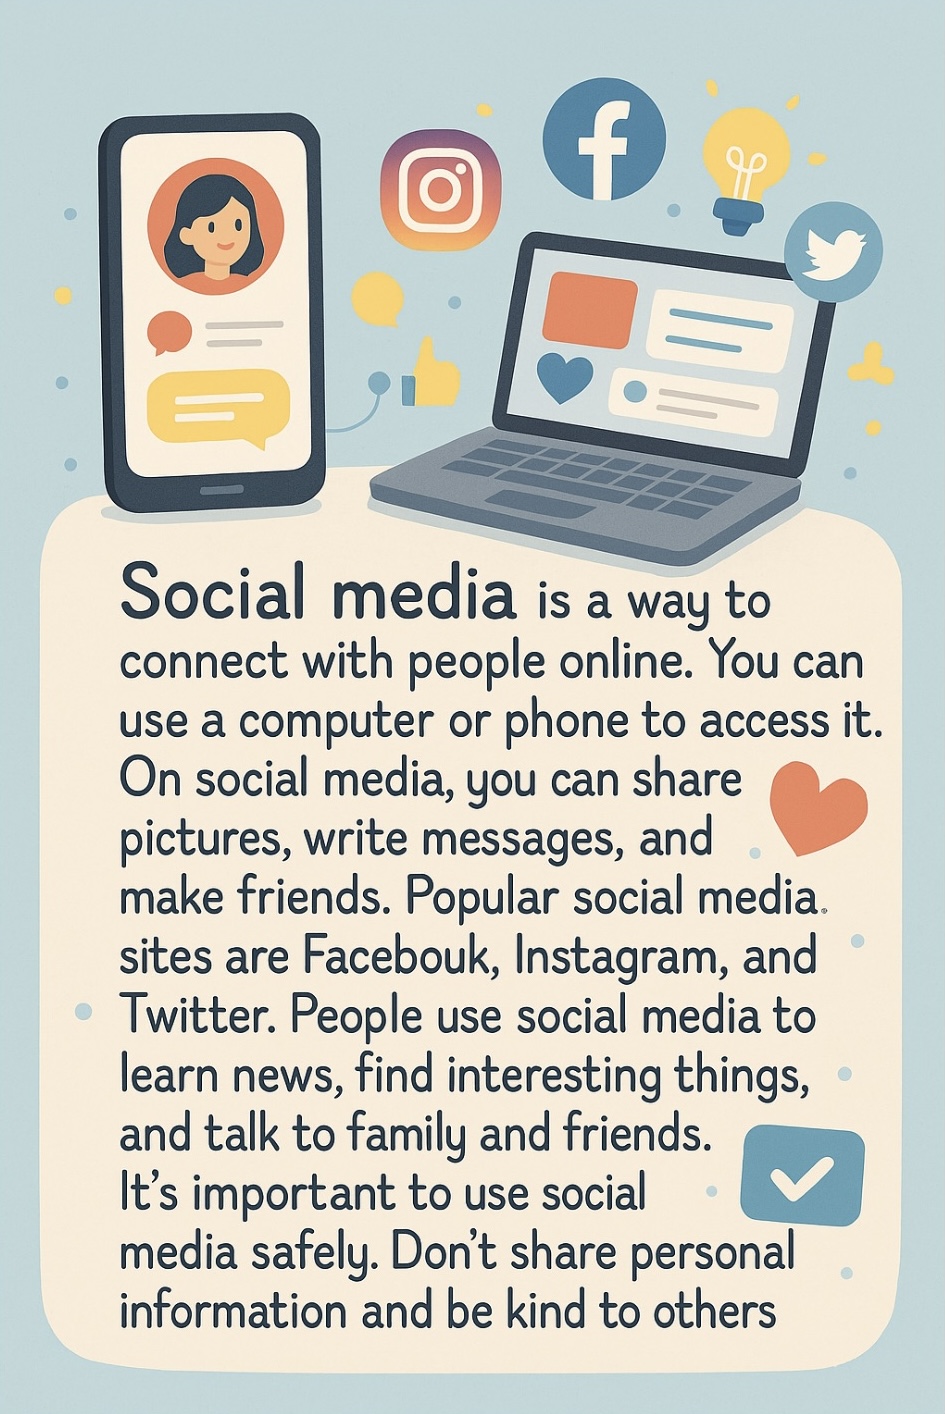 Social media is a way to
connect with people online. You can
use a computer or phone to access it.
On social media, you can share
pictures, write messages, and
make friends. Popular social media.
sites are Facebouk, Instagram, and
Twitter. People use social media to
learn news, find interesting things,
and talk to family and friends.
It's important to use social
media safely. Don't share personal
information and be kind to others